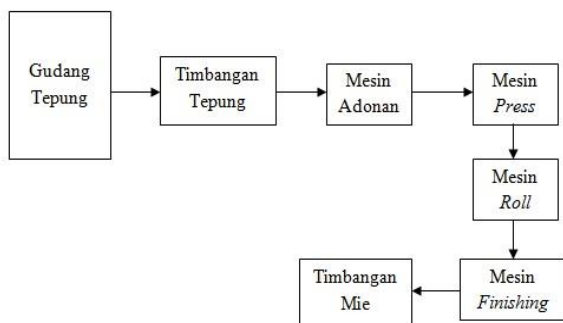 Gudang
Tepung
Timbangan
Tepung
Mesin
Adonan
Mesin
Press
Mesin
Roll
Mesin
Finishing
Timbangan
Mie